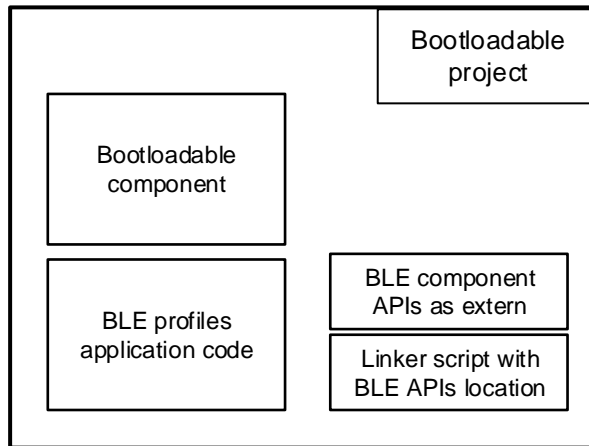 Bootloadable
project
Bootloadable
component
BLE profiles
application code
BLE component
APIs as extern
Linker script with
BLE APIs location